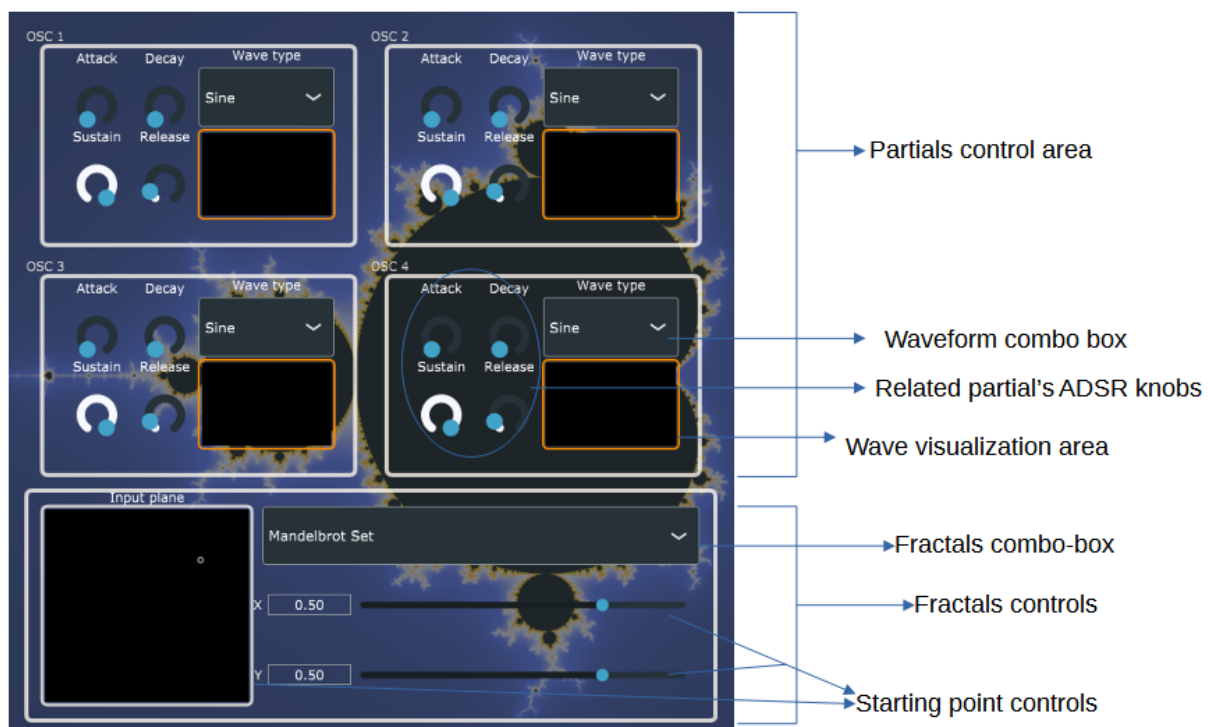 OSC 1
Attack Decay Wave type
Sine
Sustain Release
OSC 2
Attack Decay Wave type
Sine
Sustain Release
OSC 3
Attack Decay Wave type
Sine
Sustain Release
OSC 4
Attack Decay Wave type
Sine
Sustain Release
Input plane
Mandelbrot Set
X 0.50
Y 0.50
Partials control area
Waveform combo box
Related partial's ADSR knobs
Wave visualization area
Fractals combo-box
Fractals controls
Starting point controls